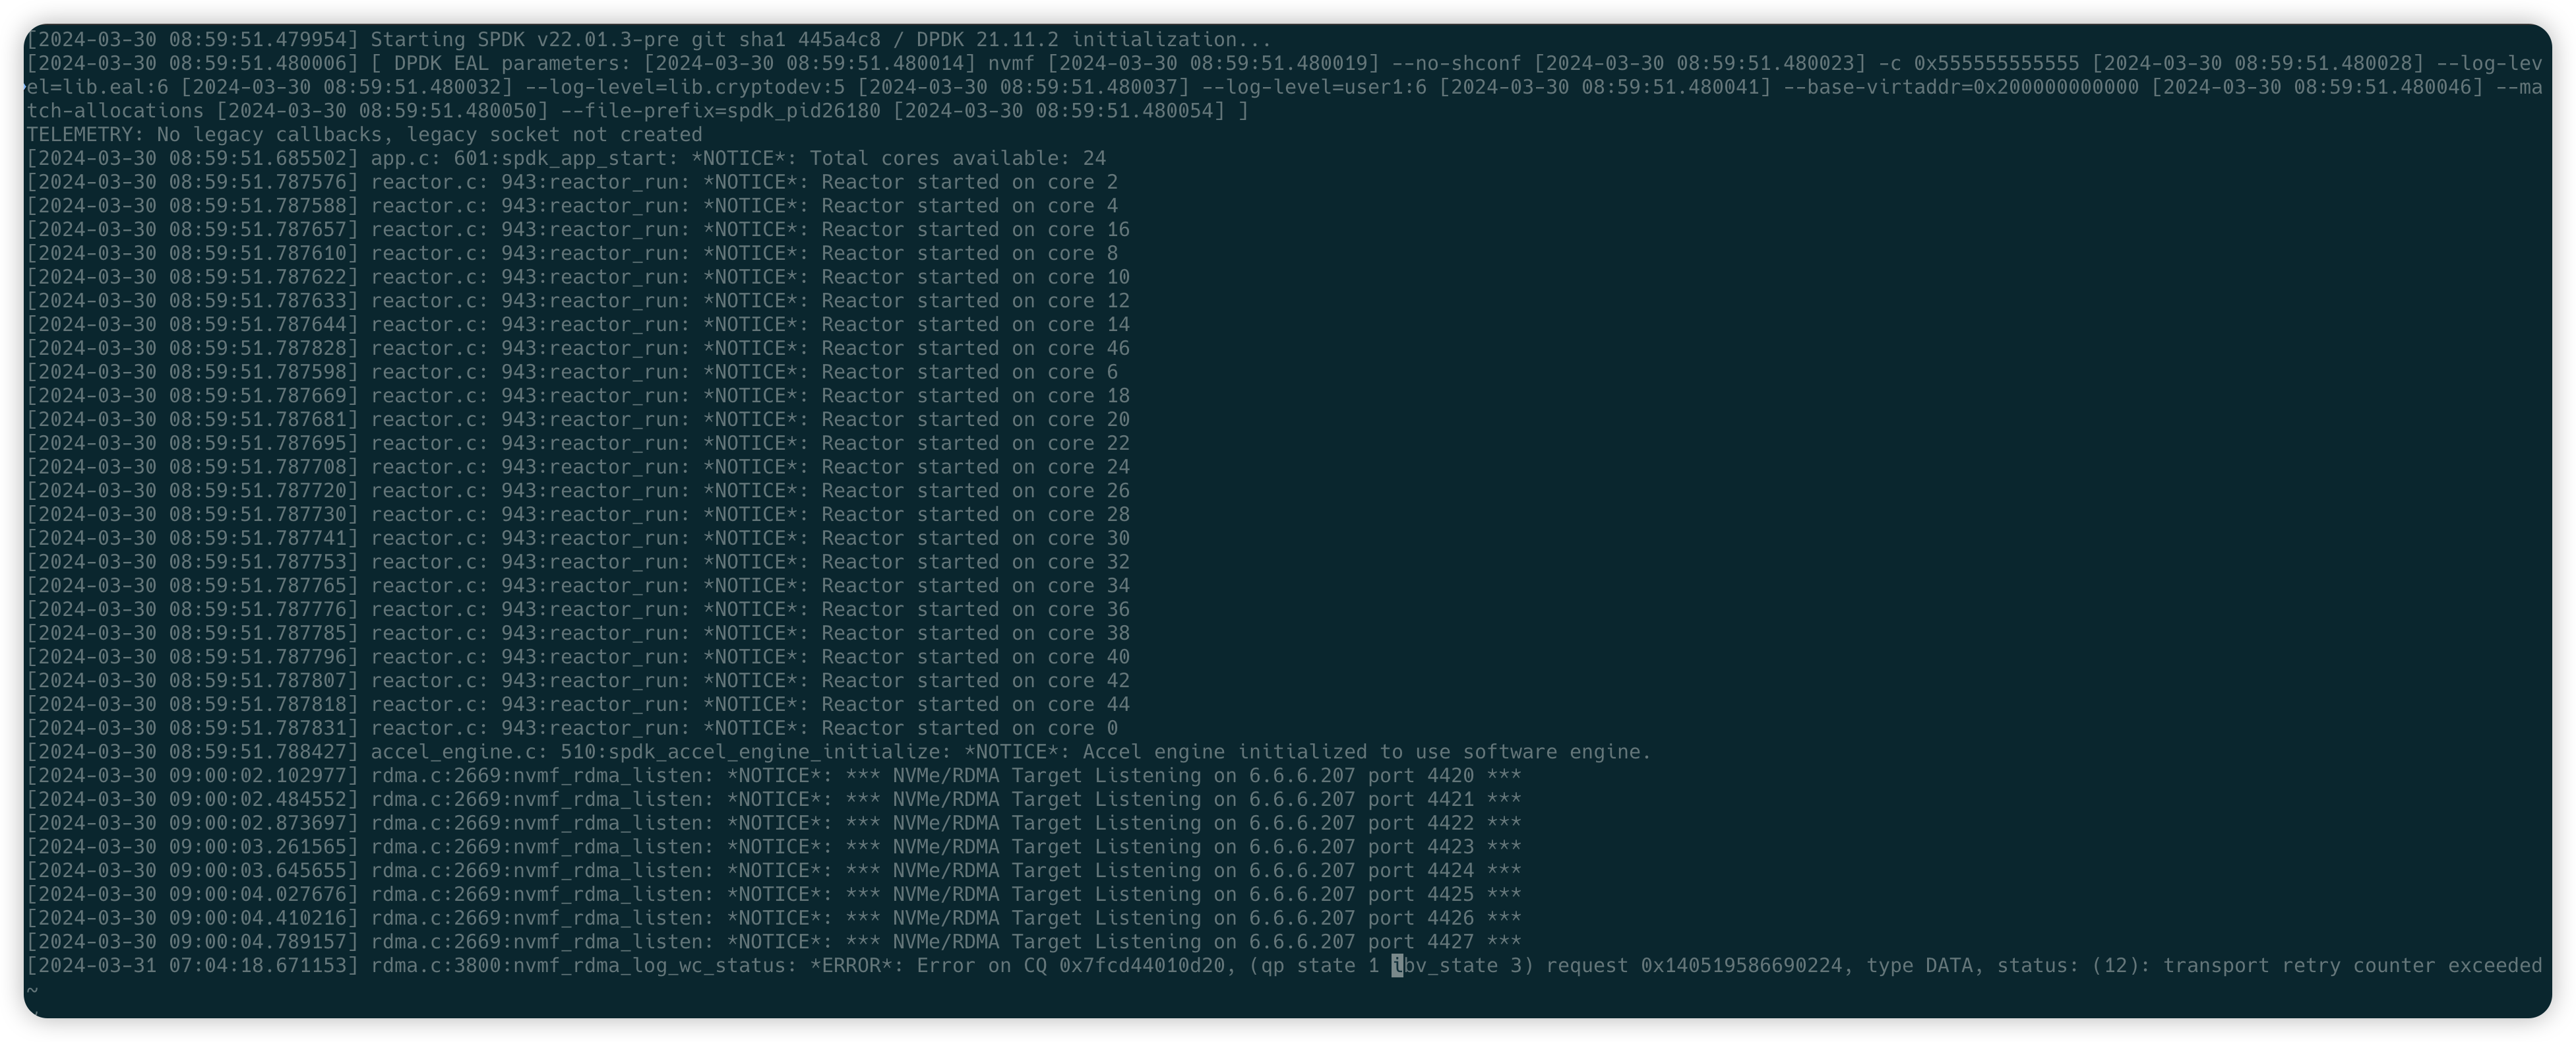 [2024-03-30 08:59:51.479954] Starting SPDK v22.01.3-pre git sha1 445a4c8 / DPDK 21.11.2 initialization...
[2024-03-30 08:59:51.480006] [ DPDK EAL parameters: [2024-03-30 08:59:51.480014] nvmf [2024-03-30 08:59:51.480019] --no-shconf [2024-03-30 08:59:51.480023] -c 0x555555555555 [2024-03-30 08:59:51.480028] --log-lev
el=lib.eal:6 [2024-03-30 08:59:51.480032] --log-level=lib.cryptodev:5 [2024-03-30 08:59:51.480037] --log-level=user1:6 [2024-03-30 08:59:51.480041] --base-virtaddr=0x200000000000 [2024-03-30 08:59:51.480046] --ma
tch-allocations [2024-03-30 08:59:51.480050] --file-prefix=spdk_pid26180 [2024-03-30 08:59:51.480054] ]
TELEMETRY: No legacy callbacks, legacy socket not created
[2024-03-30 08:59:51.685502] app.c: 601:spdk_app_start: *NOTICE*: Total cores available: 24
[2024-03-30 08:59:51.787576] reactor.c: 943:reactor_run: *NOTICE*: Reactor started on core 2
[2024-03-30 08:59:51.787588] reactor.c: 943:reactor_run: *NOTICE*: Reactor started on core 4
[2024-03-30 08:59:51.787657] reactor.c: 943:reactor_run: *NOTICE*: Reactor started on core 16
[2024-03-30 08:59:51.787610] reactor.c: 943:reactor_run: *NOTICE*: Reactor started on core 8
[2024-03-30 08:59:51.787622] reactor.c: 943:reactor_run: *NOTICE*: Reactor started on core 10
[2024-03-30 08:59:51.787633] reactor.c: 943:reactor_run: *NOTICE*: Reactor started on core 12
[2024-03-30 08:59:51.787644] reactor.c: 943:reactor_run: *NOTICE*: Reactor started on core 14
[2024-03-30 08:59:51.787828] reactor.c: 943:reactor_run: *NOTICE*: Reactor started on core 46
[2024-03-30 08:59:51.787598] reactor.c: 943:reactor_run: *NOTICE*: Reactor started on core 6
[2024-03-30 08:59:51.787669] reactor.c: 943:reactor_run: *NOTICE*: Reactor started on core 18
[2024-03-30 08:59:51.787681] reactor.c: 943:reactor_run: *NOTICE*: Reactor started on core 20
[2024-03-30 08:59:51.787695] reactor.c: 943:reactor_run: *NOTICE*: Reactor started on core 22
[2024-03-30 08:59:51.787708] reactor.c: 943:reactor_run: *NOTICE*: Reactor started on core 24
[2024-03-30 08:59:51.787720] reactor.c: 943:reactor_run: *NOTICE*: Reactor started on core 26
[2024-03-30 08:59:51.787730] reactor.c: 943:reactor_run: *NOTICE*: Reactor started on core 28
[2024-03-30 08:59:51.787741] reactor.c: 943:reactor_run: *NOTICE*: Reactor started on core 30
[2024-03-30 08:59:51.787753] reactor.c: 943:reactor_run: *NOTICE*: Reactor started on core 32
[2024-03-30 08:59:51.787765] reactor.c: 943:reactor_run: *NOTICE*: Reactor started on core 34
[2024-03-30 08:59:51.787776] reactor.c: 943:reactor_run: *NOTICE*: Reactor started on core 36
[2024-03-30 08:59:51.787785] reactor.c: 943:reactor_run: *NOTICE*: Reactor started on core 38
[2024-03-30 08:59:51.787796] reactor.c: 943:reactor_run: *NOTICE*: Reactor started on core 40
[2024-03-30 08:59:51.787807] reactor.c: 943:reactor_run: *NOTICE*: Reactor started on core 42
[2024-03-30 08:59:51.787818] reactor.c: 943:reactor_run: *NOTICE*: Reactor started on core 44
[2024-03-30 08:59:51.787831] reactor.c: 943:reactor_run: *NOTICE*: Reactor started on core 0
[2024-03-30 08:59:51.788427] accel_engine.c: 510:spdk_accel_engine_initialize: *NOTICE*: Accel engine initialized to use software engine.
[2024-03-30 09:00:02.102977] rdma.c:2669:nvmf_rdma_listen: *NOTICE*: *** NVMe/RDMA Target Listening on 6.6.6.207 port 4420 ***
[2024-03-30 09:00:02.484552] rdma.c:2669:nvmf_rdma_listen: *NOTICE*: *** NVMe/RDMA Target Listening on 6.6.6.207 port 4421 ***
[2024-03-30 09:00:02.873697] rdma.c:2669:nvmf_rdma_listen: *NOTICE*: *** NVMe/RDMA Target Listening on 6.6.6.207 port 4422 ***
[2024-03-30 09:00:03.261565] rdma.c:2669:nvmf_rdma_listen: *NOTICE*: *** NVMe/RDMA Target Listening on 6.6.6.207 port 4423 ***
[2024-03-30 09:00:03.645655] rdma.c:2669:nvmf_rdma_listen: *NOTICE*: *** NVMe/RDMA Target Listening on 6.6.6.207 port 4424 ***
[2024-03-30 09:00:04.027676] rdma.c:2669:nvmf_rdma_listen: *NOTICE*: *** NVMe/RDMA Target Listening on 6.6.6.207 port 4425 ***
[2024-03-30 09:00:04.410216] rdma.c:2669:nvmf_rdma_listen: *NOTICE*: *** NVMe/RDMA Target Listening on 6.6.6.207 port 4426 ***
[2024-03-30 09:00:04.789157] rdma.c:2669:nvmf_rdma_listen: *NOTICE*: *** NVMe/RDMA Target Listening on 6.6.6.207 port 4427 ***
[2024-03-31 07:04:18.671153] rdma.c:3800:nvmf_rdma_log_wc_status: *ERROR*: Error on CQ 0x7fcd44010d20, (qp state 1 ibv_state 3) request 0x140519586690224, type DATA, status: (12): transport retry counter exceeded
~